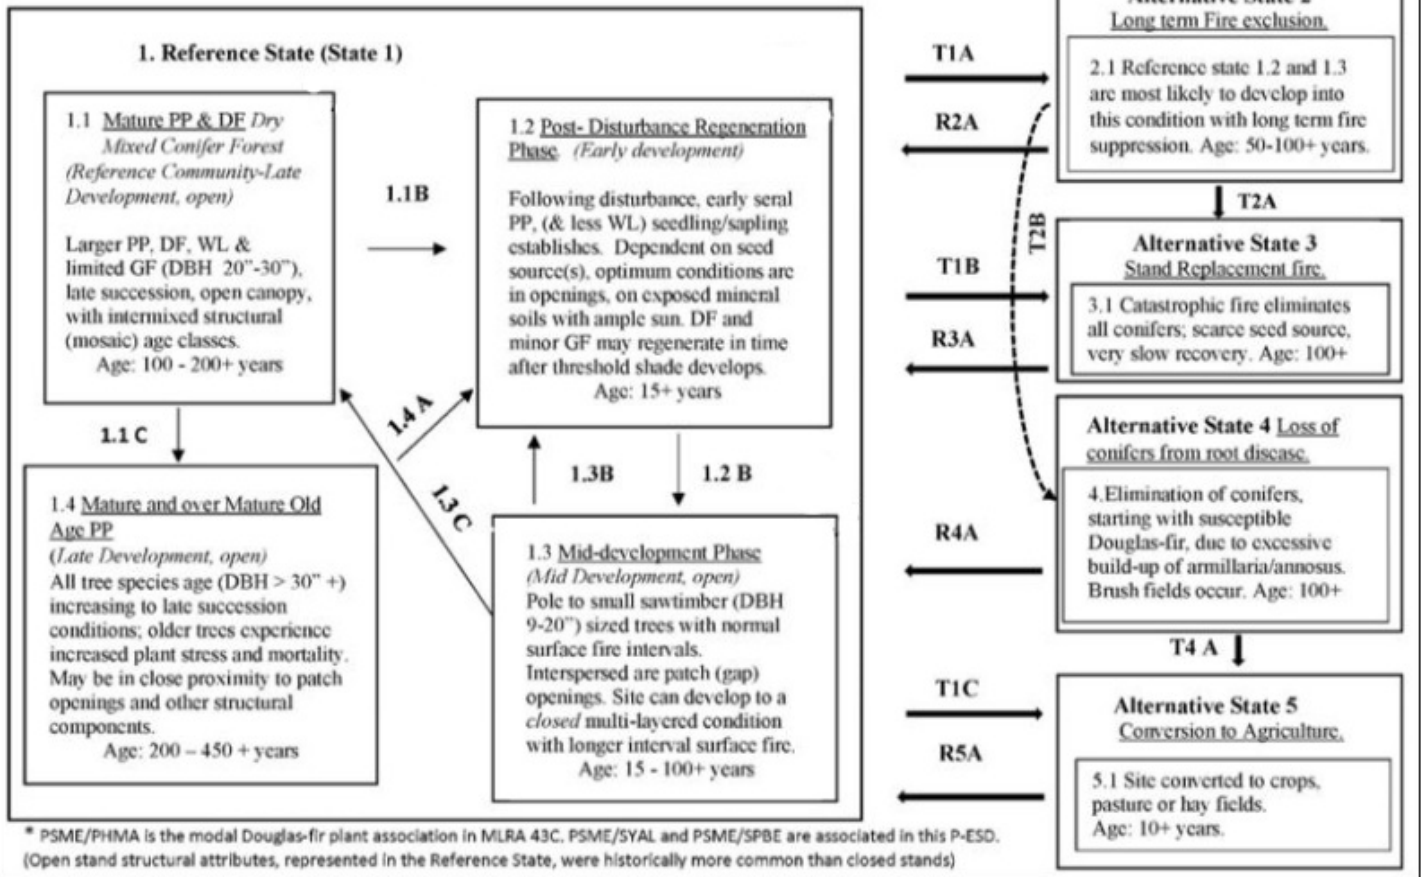 1. Reference State (State 1)
1.1 Mature PP & DF Dry
Mixed Conifer Forest
(Reference Community-Late
Development, open)
Larger PP, DF, WL &
limited GF (DBH 20"-30"),
late succession, open canopy,
with intermixed structural
(mosaic) age classes.
Age: 100 - 200+ years
1.1B
1.2 Post- Disturbance Regeneration
Phase. (Early development)
Following disturbance, early seral
PP, (& less WL) seedling/sapling
establishes. Dependent on seed
source(s), optimum conditions are
in openings, on exposed mineral
soils with ample sun. DF and
minor GF may regenerate in time
after threshold shade develops.
Age: 15+ years
1.1 C
1.4 A
1.3 C
1.3B
1.2 B
1.4 Mature and over Mature Old
Age PP
(Late Development, open)
All tree species age (DBH > 30" +)
increasing to late succession
conditions; older trees experience
increased plant stress and mortality.
May be in close proximity to patch
openings and other structural
components.
Age: 200 – 450 + years
1.3 Mid-development Phase
(Mid Development, open)
Pole to small sawtimber (DBH
9-20") sized trees with normal
surface fire intervals.
Interspersed are patch (gap)
openings. Site can develop to a
closed multi-layered condition
with longer interval surface fire.
Age: 15 - 100+ years
T1A
R2A
T1B
R3A
R4A
T1C
R5A
Alternative State 2
Long term Fire exclusion.
2.1 Reference state 1.2 and 1.3
are most likely to develop into
this condition with long term fire
suppression. Age: 50-100+ years.
T2A
T2B
Alternative State 3
Stand Replacement fire.
3.1 Catastrophic fire eliminates
all conifers; scarce seed source,
very slow recovery. Age: 100+
Alternative State 4 Loss of
conifers from root disease.
4.Elimination of conifers,
starting with susceptible
Douglas-fir, due to excessive
build-up of armillaria/annosus.
Brush fields occur. Age: 100+
T4 A
Alternative State 5
Conversion to Agriculture.
5.1 Site converted to crops,
pasture or hay fields.
Age: 10+ years.
* PSME/PHMA is the modal Douglas-fir plant association in MLRA 43C. PSME/SYAL and PSME/SPBE are associated in this P-ESD.
(Open stand structural attributes, represented in the Reference State, were historically more common than closed stands)